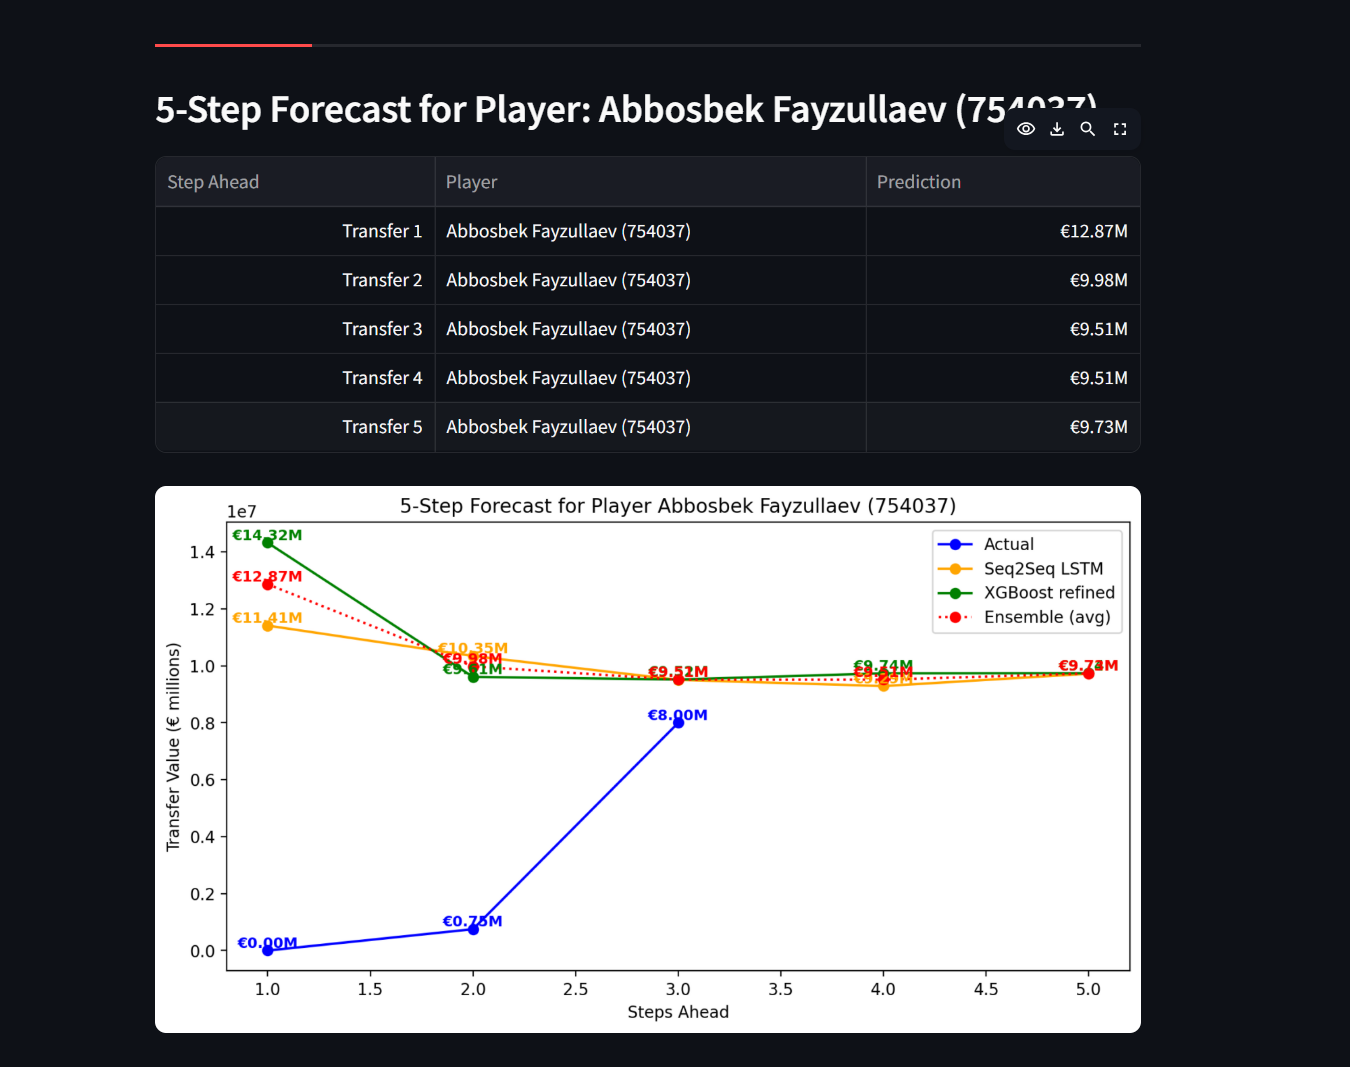 5-Step Forecast for Player: Abbosbek Fayzullaev (754037)
Step Ahead Player Prediction
Transfer 1 Abbosbek Fayzullaev (754037) €12.87M
Transfer 2 Abbosbek Fayzullaev (754037) €9.98M
Transfer 3 Abbosbek Fayzullaev (754037) €9.51M
Transfer 4 Abbosbek Fayzullaev (754037) €9.51M
Transfer 5 Abbosbek Fayzullaev (754037) €9.73M
5-Step Forecast for Player Abbosbek Fayzullaev (754037)
1e7
Transfer Value (€ millions)
1.4
1.2
1.0
0.8
0.6
0.4
0.2
0.0
€14.32M
€12.87M
€11.41M
€10.35M
€9.98M
€9.74M
€8.00M
€0.75M
€0.00M
Actual
Seq2Seq LSTM
XGBoost refined
Ensemble (avg)
1.0 1.5 2.0 2.5 3.0 3.5 4.0 4.5 5.0
Steps Ahead